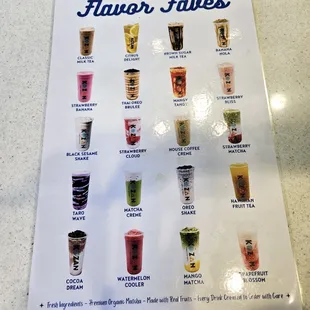 Flavor Faves
CLASSIC
MILK TEA
CITRUS
DELIGHT
BROWN SUGAR
MILK TEA
BANANA
HOLA
STRAWBERRY
BANANA
THAI-OREO
BRULEE
MANGO
TANGO
STRAWBERRY
BLISS
BLACK SESAME
SHAKE
STRAWBERRY
CLOUD
HOUSE COFFEE
CREME
STRAWBERRY
MATCHA
TARO
WAVE
MATCHA
CREME
OREO
SHAKE
HAWAIIAN
FRUIT TEA
COCOA
DREAM
WATERMELON
COOLER
MANGO
MATCHA
GRAPEFRUIT
BLOSSOM
Fresh Ingredients - Premium Organic Matcha - Made with Real Fruits - Every Drink Created to Order with Care